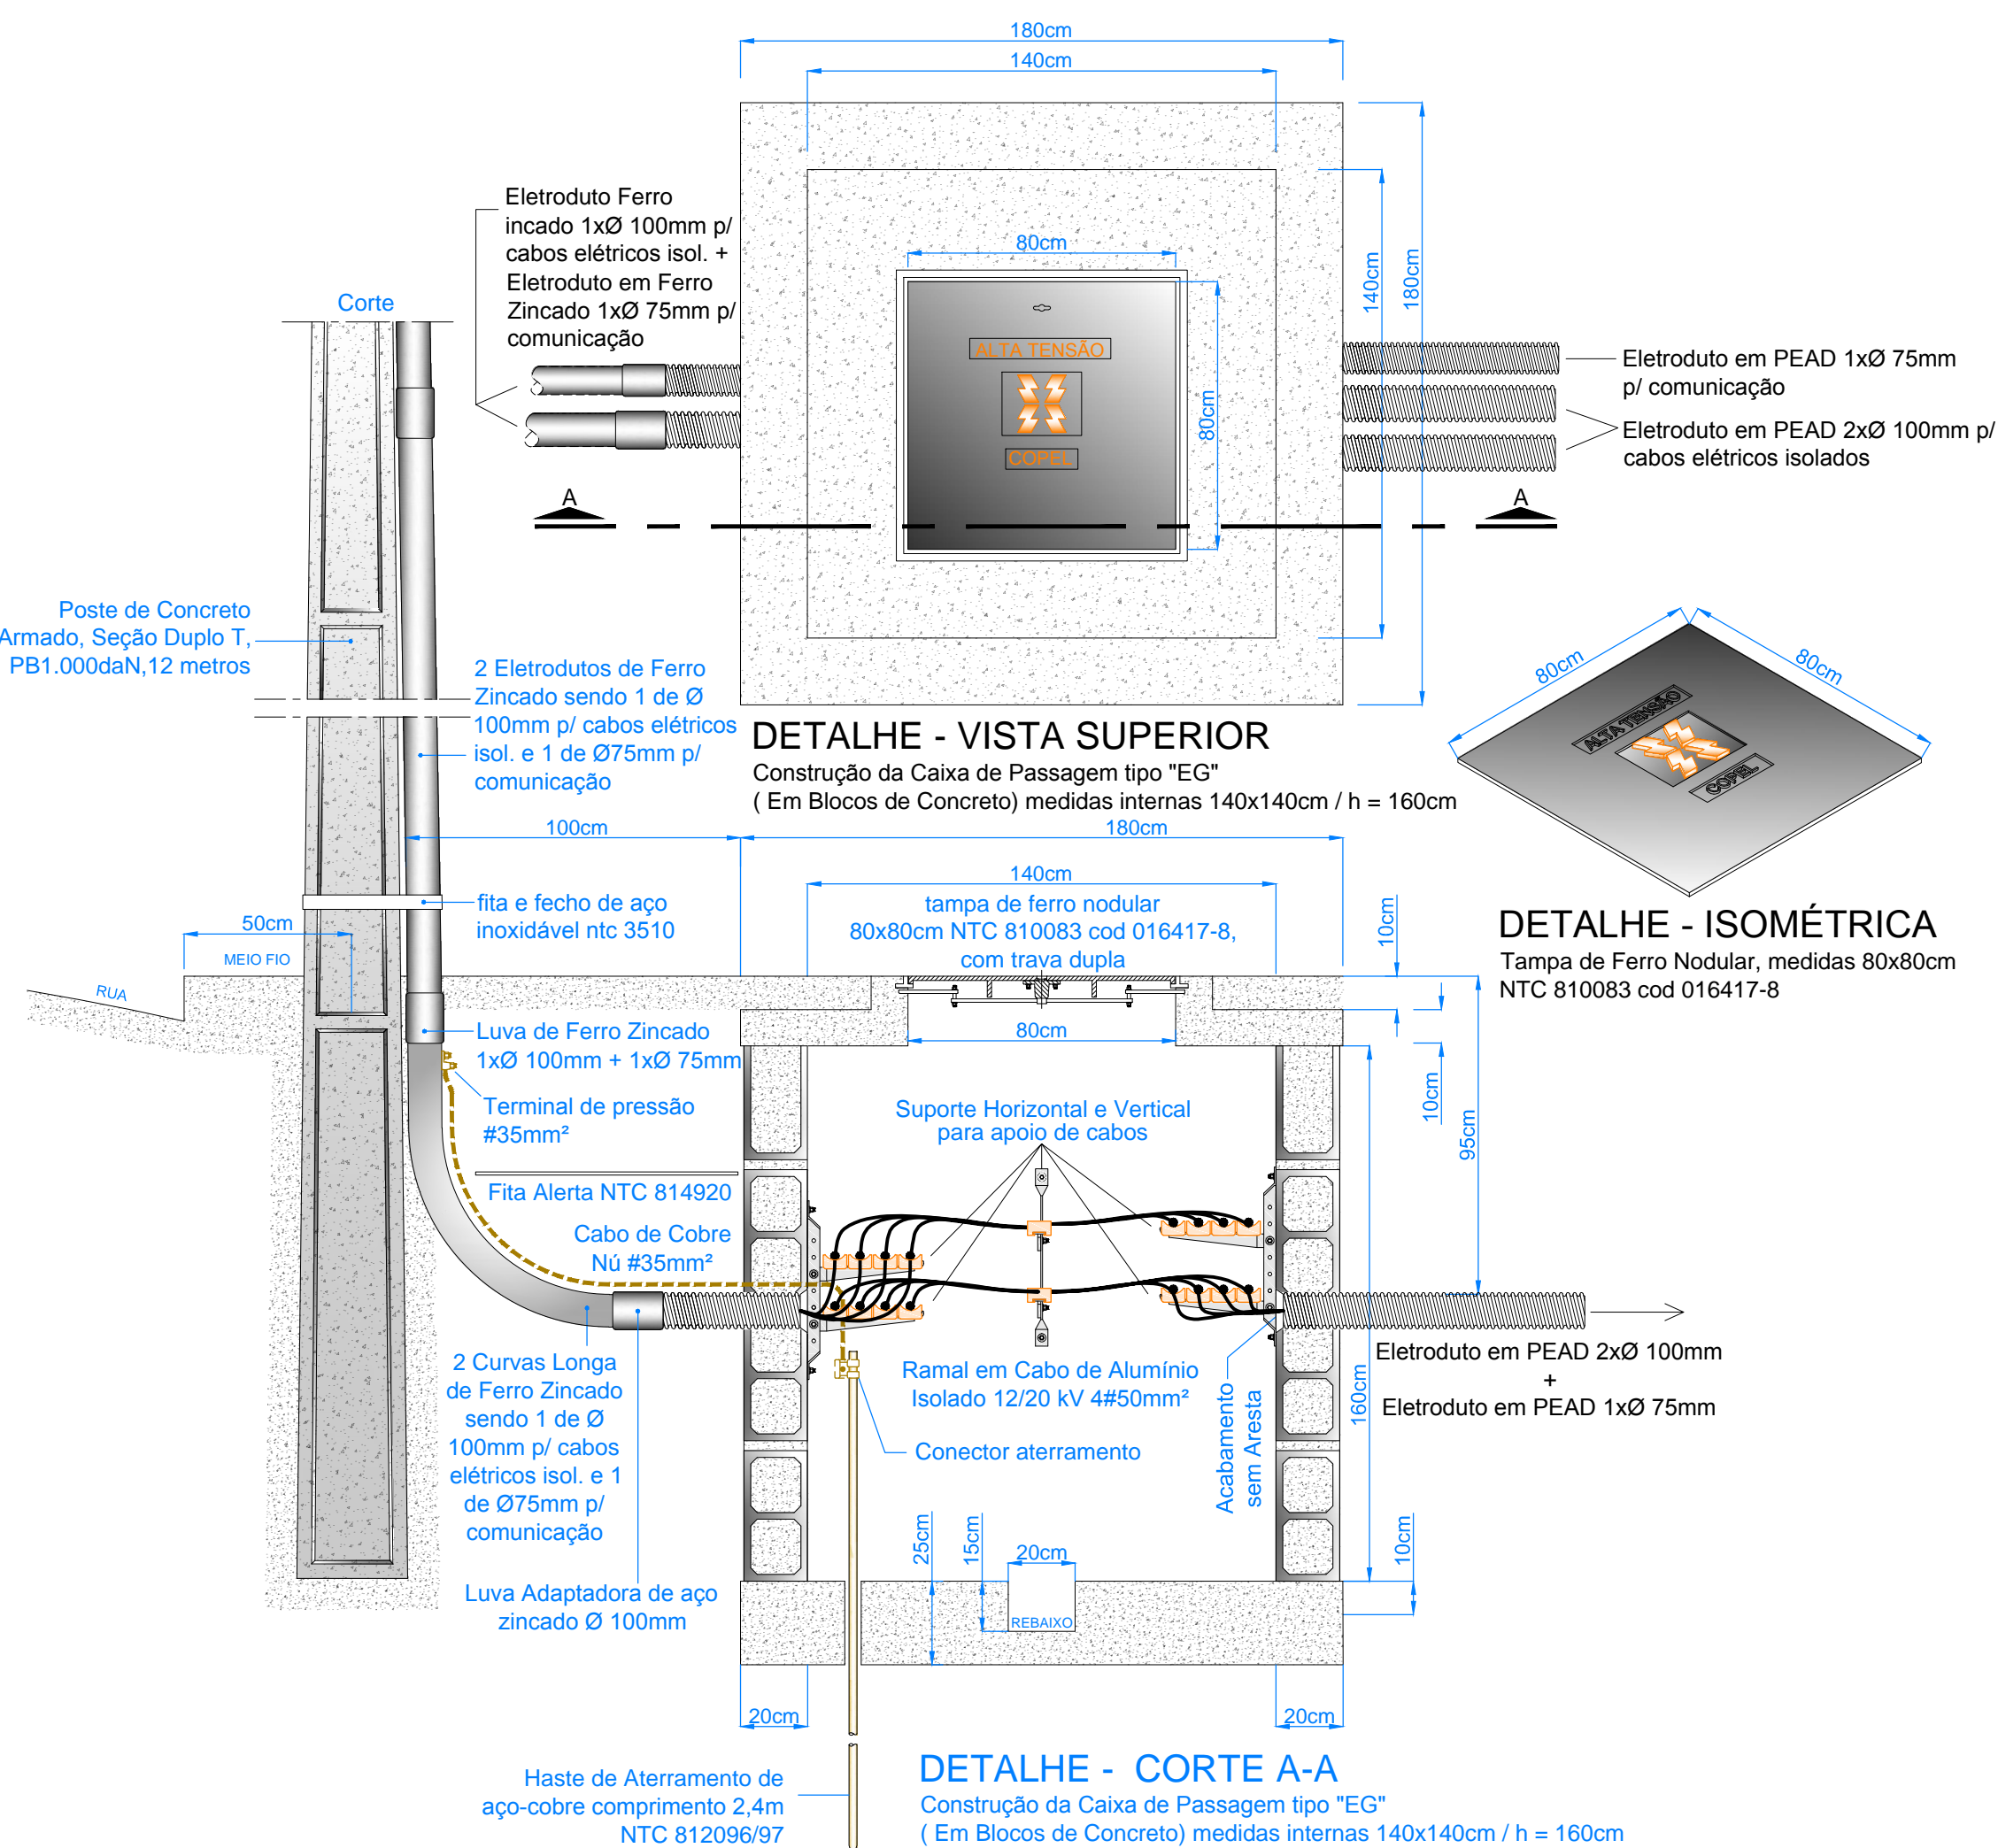 180cm
140cm
Eletroduto Ferro
incado 1xØ 100mm p/
cabos elétricos isol. +
Eletroduto em Ferro
Zincado 1xØ 75mm p/
comunicação
80cm
140cm
180cm
80cm
ALTA TENSÃO
COPEL
Corte
Eletroduto em PEAD 1xØ 75mm
p/ comunicação
Eletroduto em PEAD 2xØ 100mm p/
cabos elétricos isolados
A
A
Poste de Concreto
Armado, Seção Duplo T,
PB1.000daN,12 metros
2 Eletrodutos de Ferro
Zincado sendo 1 de Ø
100mm p/ cabos elétricos
isol. e 1 de Ø75mm p/
comunicação
DETALHE - VISTA SUPERIOR
Construção da Caixa de Passagem tipo "EG"
( Em Blocos de Concreto) medidas internas 140x140cm / h = 160cm
80cm
80cm
ALTA TENSÃO
COPEL
DETALHE - ISOMÉTRICA
Tampa de Ferro Nodular, medidas 80x80cm
NTC 810083 cod 016417-8
100cm
180cm
140cm
tampa de ferro nodular
80x80cm NTC 810083 cod 016417-8,
com trava dupla
10cm
fita e fecho de aço
inoxidável ntc 3510
50cm
MEIO FIO
RUA
Luva de Ferro Zincado
1xØ 100mm + 1xØ 75mm
80cm
10cm
95cm
Terminal de pressão
#35mm²
Suporte Horizontal e Vertical
para apoio de cabos
Fita Alerta NTC 814920
Cabo de Cobre
Nú #35mm²
2 Curvas Longa
de Ferro Zincado
sendo 1 de Ø
100mm p/ cabos
elétricos isol. e 1
de Ø75mm p/
comunicação
Ramal em Cabo de Alumínio
Isolado 12/20 kV 4#50mm²
Conector aterramento
Acabamento
sem Aresta
160cm
Eletroduto em PEAD 2xØ 100mm
+
Eletroduto em PEAD 1xØ 75mm
Luva Adaptadora de aço
zincado Ø 100mm
25cm
15cm
20cm
REBAIXO
10cm
20cm
20cm
Haste de Aterramento de
aço-cobre comprimento 2,4m
NTC 812096/97
DETALHE - CORTE A-A
Construção da Caixa de Passagem tipo "EG"
( Em Blocos de Concreto) medidas internas 140x140cm / h = 160cm